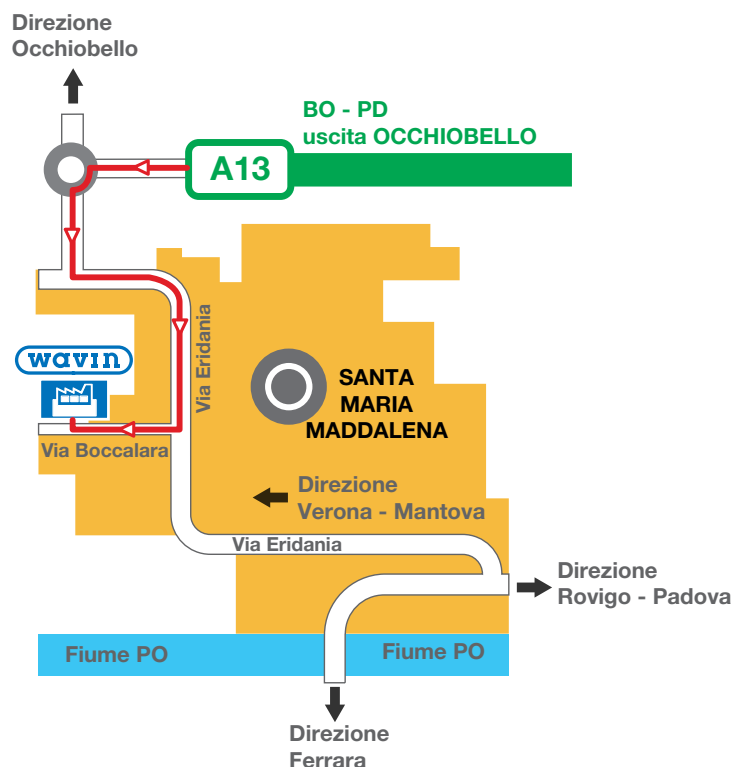 Direzione
Occhiobello
BO - PD
uscita OCCHIOBELLO
A13
Via Eridania
wavin
SANTA
MARIA
MADDALENA
Via Boccalara
Direzione
Verona - Mantova
Via Eridania
Direzione
Rovigo - Padova
Fiume PO
Fiume PO
Direzione
Ferrara